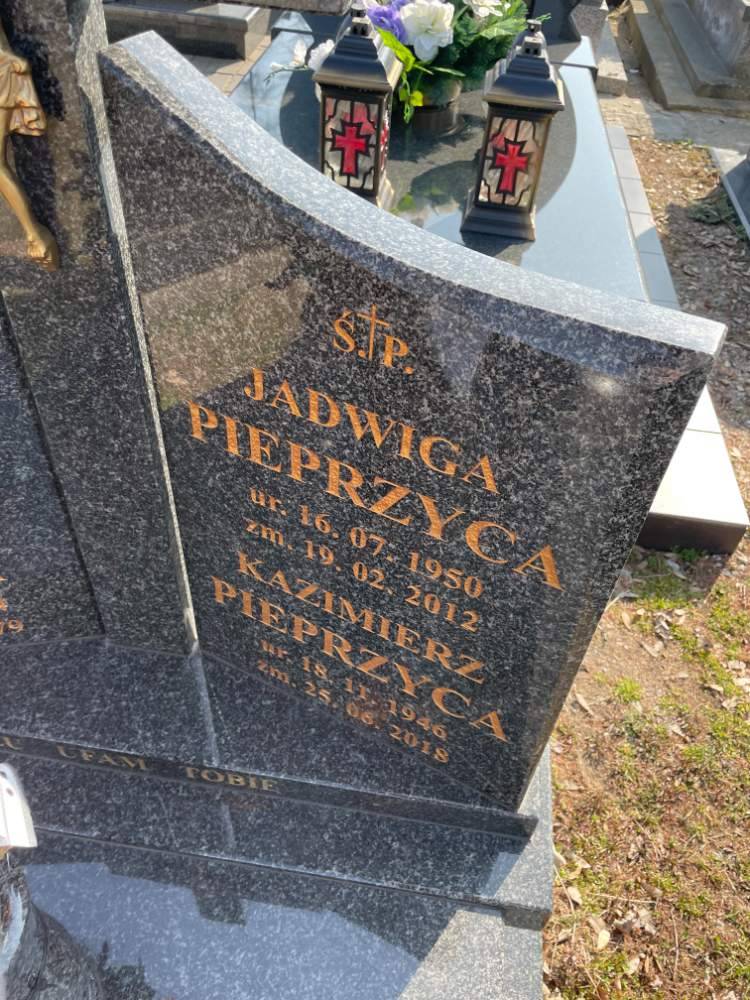 Ś.P.
JADWIGA
PIEPRZYCA
ur. 16. 07. 1950
zm. 19. 02. 2012
KAZIMIERZ
PIEPRZYCA
ur. 18. 11. 1946
zm. 25. 06. 2018
UFAM TOBIE